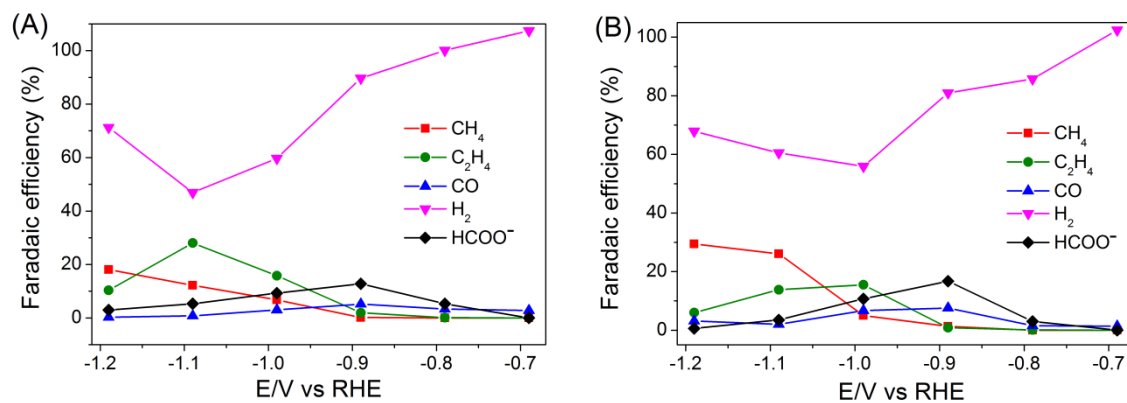 (A)
Faradaic efficiency (%)
100
80
60
40
20
0
CH₄
C₂H₄
CO
H₂
HCOO⁻
-1.2 -1.1 -1.0 -0.9 -0.8 -0.7
E/V vs RHE
(B)
Faradaic efficiency (%)
100
80
60
40
20
0
CH₄
C₂H₄
CO
H₂
HCOO⁻
-1.2 -1.1 -1.0 -0.9 -0.8 -0.7
E/V vs RHE